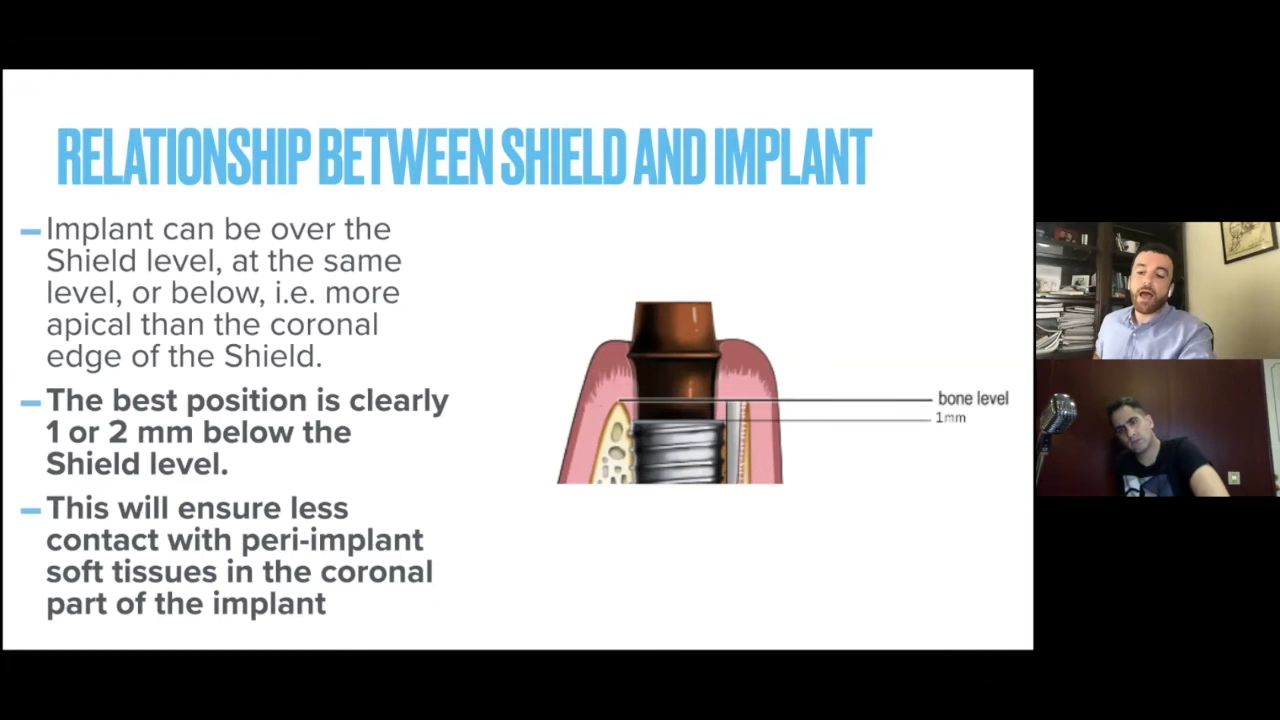 RELATIONSHIP BETWEEN SHIELD AND IMPLANT
Implant can be over the
Shield level, at the same
level, or below, i.e. more
apical than the coronal
edge of the Shield.
The best position is clearly
1 or 2 mm below the
Shield level.
This will ensure less
contact with peri-implant
soft tissues in the coronal
part of the implant
bone level
1mm